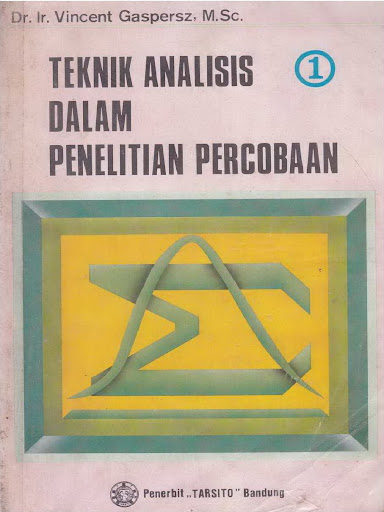 Dr. Ir. Vincent Gaspersz, M.Sc.
TEKNIK ANALISIS 1
DALAM
PENELITIAN PERCOBAAN
Penerbit „TARSITO" Bandung